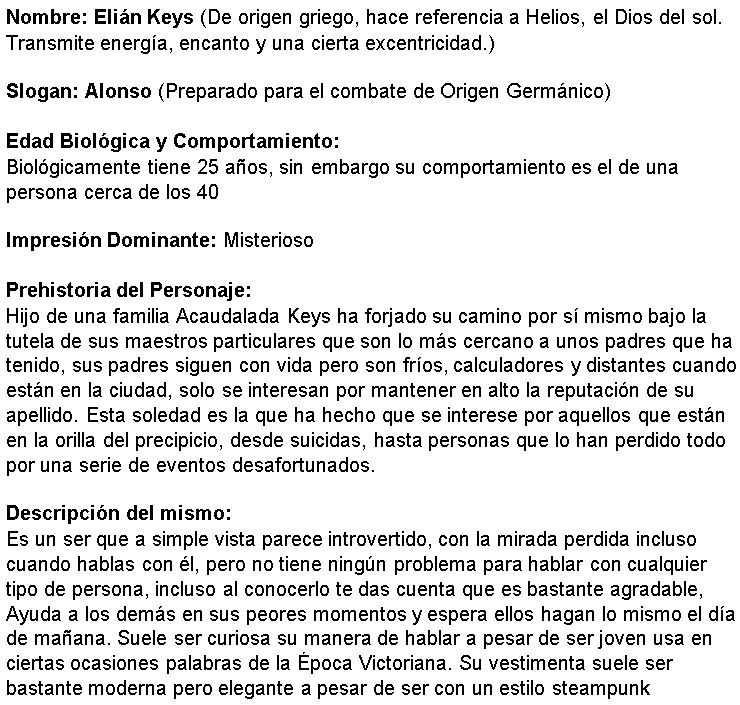 Nombre: Elián Keys (De origen griego, hace referencia a Helios, el Dios del sol.
Transmite energía, encanto y una cierta excentricidad.)
Slogan: Alonso (Preparado para el combate de Origen Germánico)
Edad Biológica y Comportamiento:
Biológicamente tiene 25 años, sin embargo su comportamiento es el de una
persona cerca de los 40
Impresión Dominante: Misterioso
Prehistoria del Personaje:
Hijo de una familia Acaudalada Keys ha forjado su camino por sí mismo bajo la
tutela de sus maestros particulares que son lo más cercano a unos padres que ha
tenido, sus padres siguen con vida pero son fríos, calculadores y distantes cuando
están en la ciudad, solo se interesan por mantener en alto la reputación de su
apellido. Esta soledad es la que ha hecho que se interese por aquellos que están
en la orilla del precipicio, desde suicidas, hasta personas que lo han perdido todo
por una serie de eventos desafortunados.
Descripción del mismo:
Es un ser que a simple vista parece introvertido, con la mirada perdida incluso
cuando hablas con él, pero no tiene ningún problema para hablar con cualquier
tipo de persona, incluso al conocerlo te das cuenta que es bastante agradable,
Ayuda a los demás en sus peores momentos y espera ellos hagan lo mismo el día
de mañana. Suele ser curiosa su manera de hablar a pesar de ser joven usa en
ciertas ocasiones palabras de la Época Victoriana. Su vestimenta suele ser
bastante moderna pero elegante a pesar de ser con un estilo steampunk